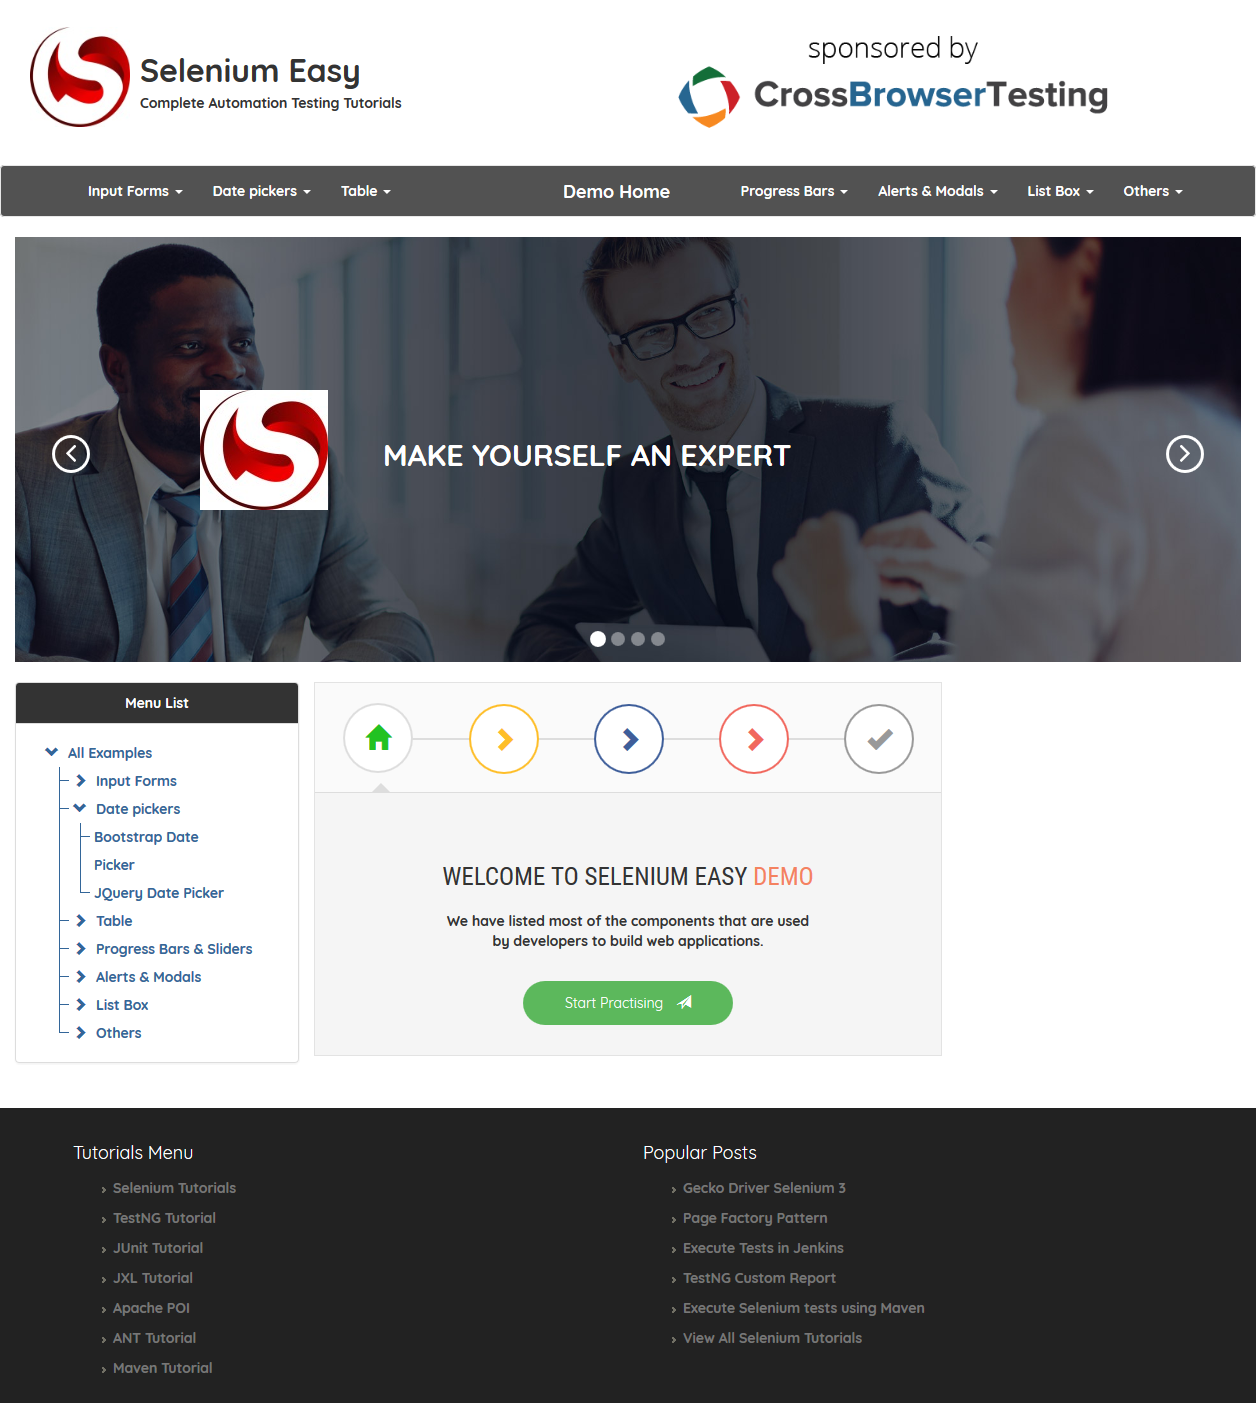 Selenium Easy
Complete Automation Testing Tutorials
sponsored by
CrossBrowserTesting
Input Forms
Date pickers
Table
Demo Home
Progress Bars
Alerts & Modals
List Box
Others
MAKE YOURSELF AN EXPERT
Menu List
All Examples
Input Forms
Date pickers
Bootstrap Date
Picker
JQuery Date Picker
Table
Progress Bars & Sliders
Alerts & Modals
List Box
Others
WELCOME TO SELENIUM EASY DEMO
We have listed most of the components that are used
by developers to build web applications.
Start Practising
Tutorials Menu
Selenium Tutorials
TestNG Tutorial
JUnit Tutorial
JXL Tutorial
Apache POI
ANT Tutorial
Maven Tutorial
Popular Posts
Gecko Driver Selenium 3
Page Factory Pattern
Execute Tests in Jenkins
TestNG Custom Report
Execute Selenium tests using Maven
View All Selenium Tutorials